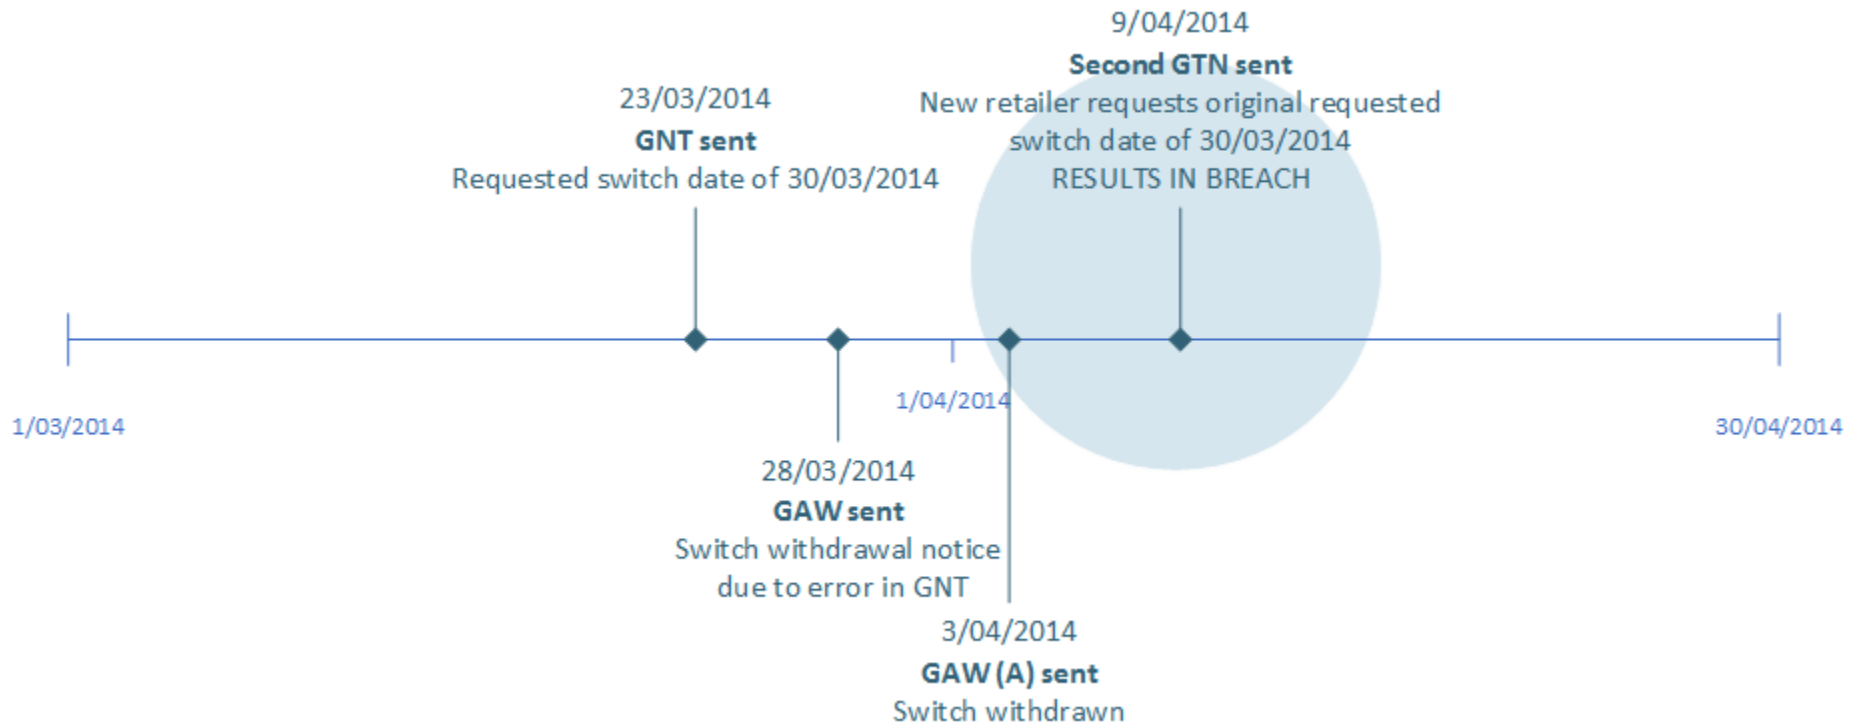 9/04/2014
Second GTN sent
New retailer requests original requested
switch date of 30/03/2014
RESULTS IN BREACH
23/03/2014
GNT sent
Requested switch date of 30/03/2014
1/03/2014
1/04/2014
30/04/2014
28/03/2014
GAW sent
Switch withdrawal notice
due to error in GNT
3/04/2014
GAW (A) sent
Switch withdrawn